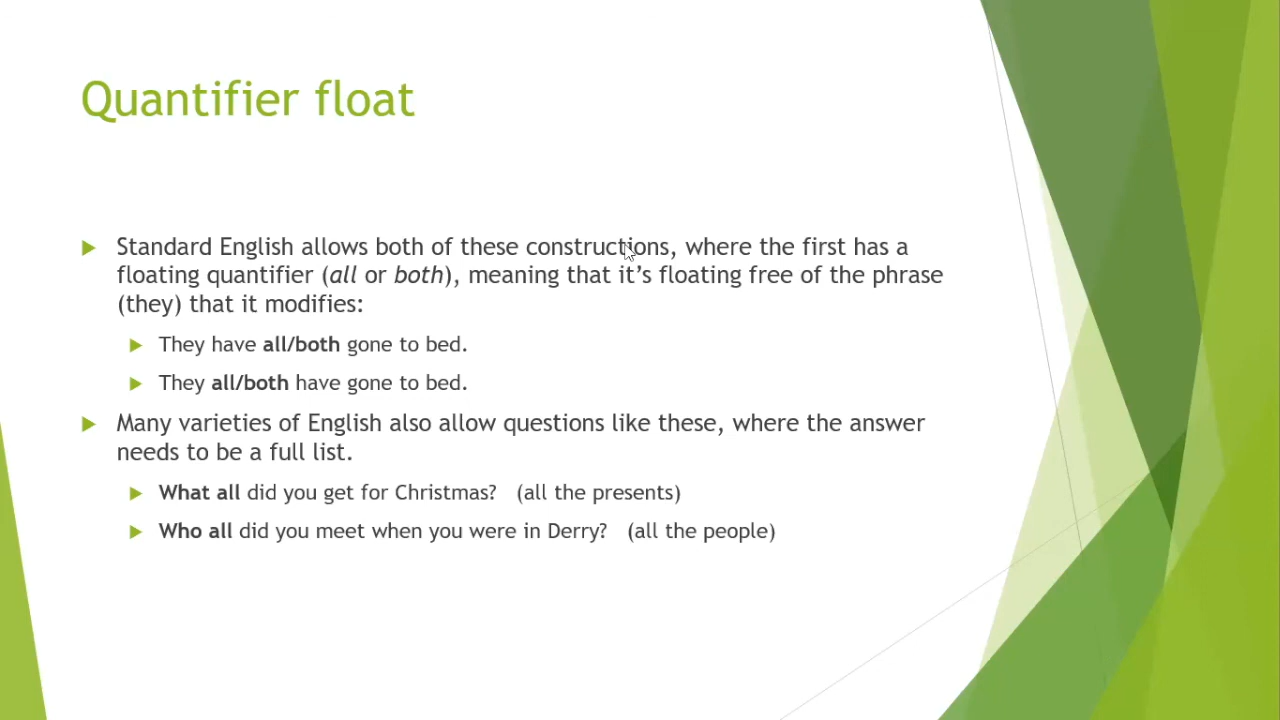 Quantifier float
Standard English allows both of these constructions, where the first has a
floating quantifier (all or both), meaning that it’s floating free of the phrase
(they) that it modifies:
They have all/both gone to bed.
They all/both have gone to bed.
Many varieties of English also allow questions like these, where the answer
needs to be a full list.
What all did you get for Christmas? (all the presents)
Who all did you meet when you were in Derry? (all the people)